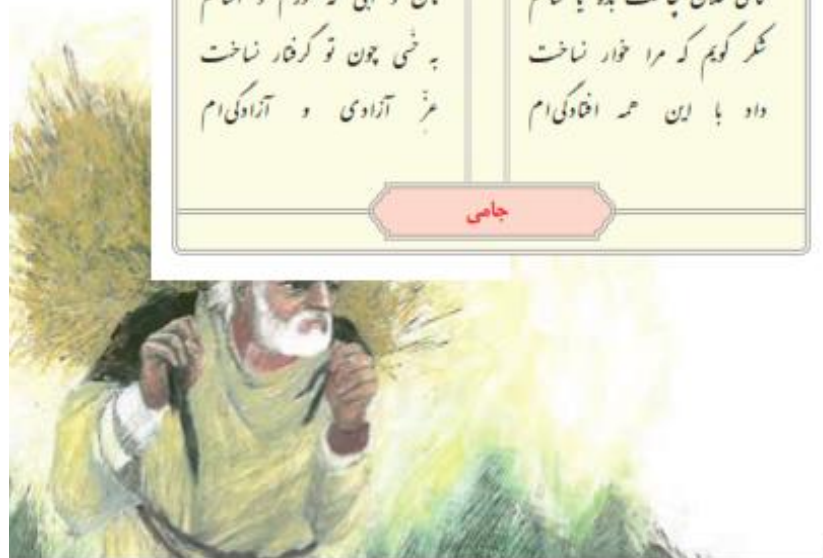 شکر گویم که مرا خوار نساخت به خسی چون تو گرفتار نساخت
داد با این همه افتادگی‌ام عزّ آزادی و آزادگی‌ام
جامی